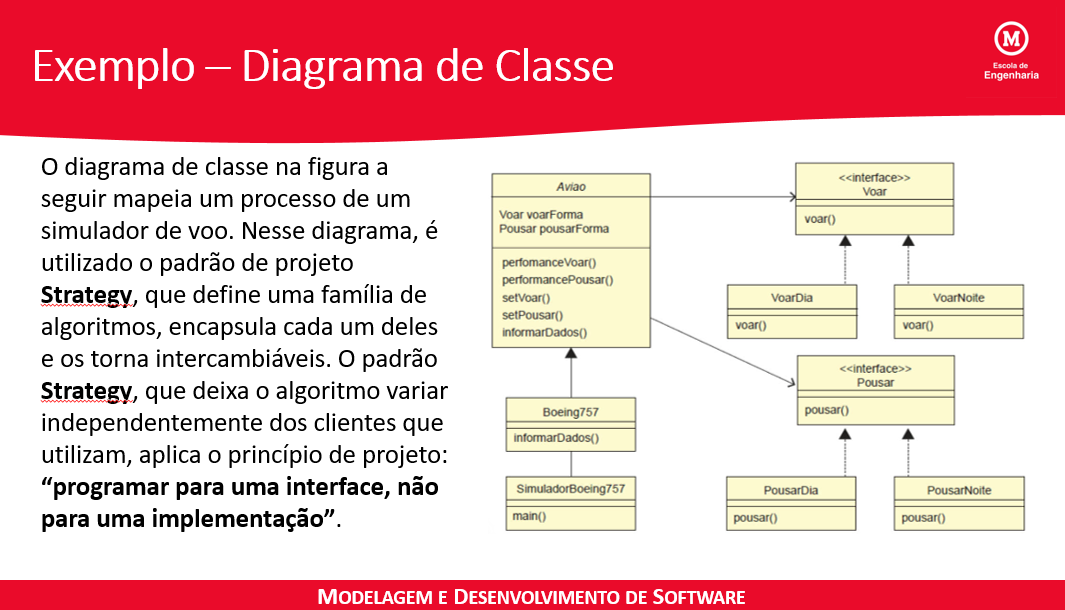 Exemplo – Diagrama de Classe
M
Escola de
Engenharia
O diagrama de classe na figura a
seguir mapeia um processo de um
simulador de voo. Nesse diagrama, é
utilizado o padrão de projeto
Strategy, que define uma família de
algoritmos, encapsula cada um deles
e os torna intercambiáveis. O padrão
Strategy, que deixa o algoritmo variar
independentemente dos clientes que
utilizam, aplica o princípio de projeto:
“programar para uma interface, não
para uma implementação”.
Aviao
Voar voarForma
Pousar pousarForma
perfomanceVoar()
performancePousar()
setVoar()
setPousar()
informarDados()
Boeing757
informarDados()
SimuladorBoeing757
main()
<<interface>>
Voar
voar()
VoarDia
voar()
VoarNoite
voar()
<<interface>>
Pousar
pousar()
PousarDia
pousar()
PousarNoite
pousar()
MODELAGEM E DESENVOLVIMENTO DE SOFTWARE